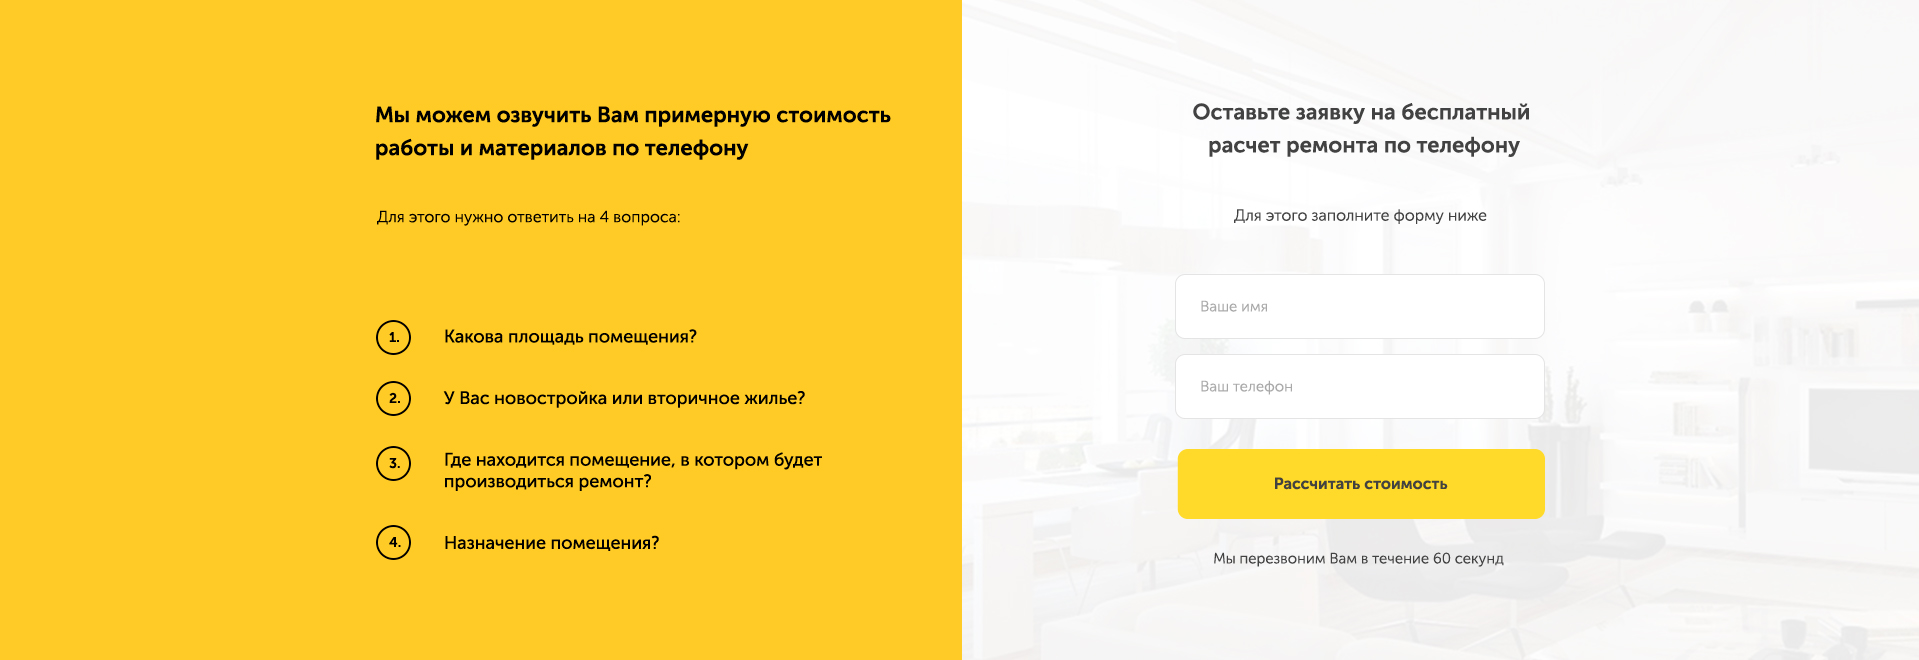 Мы можем озвучить Вам примерную стоимость
работы и материалов по телефону
Для этого нужно ответить на 4 вопроса:
1. Какова площадь помещения?
2. У Вас новостройка или вторичное жилье?
3. Где находится помещение, в котором будет
производиться ремонт?
4. Назначение помещения?
Оставьте заявку на бесплатный
расчет ремонта по телефону
Для этого заполните форму ниже
Ваше имя
Ваш телефон
Рассчитать стоимость
Мы перезвоним Вам в течение 60 секунд